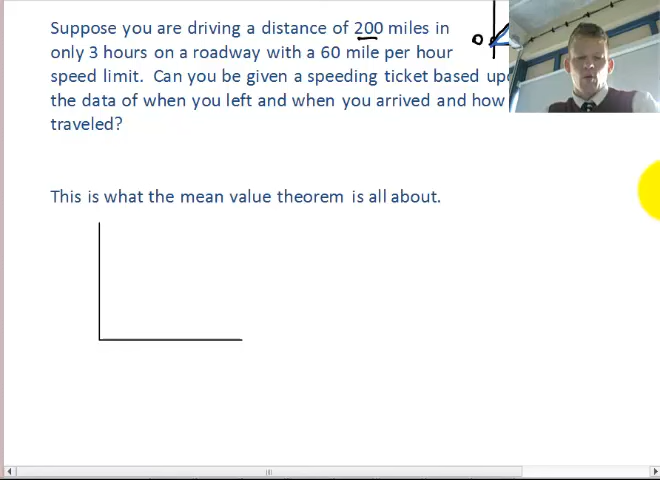 Suppose you are driving a distance of 200 miles in
only 3 hours on a roadway with a 60 mile per hour
speed limit. Can you be given a speeding ticket based
the data of when you left and when you arrived and how
traveled?
This is what the mean value theorem is all about.